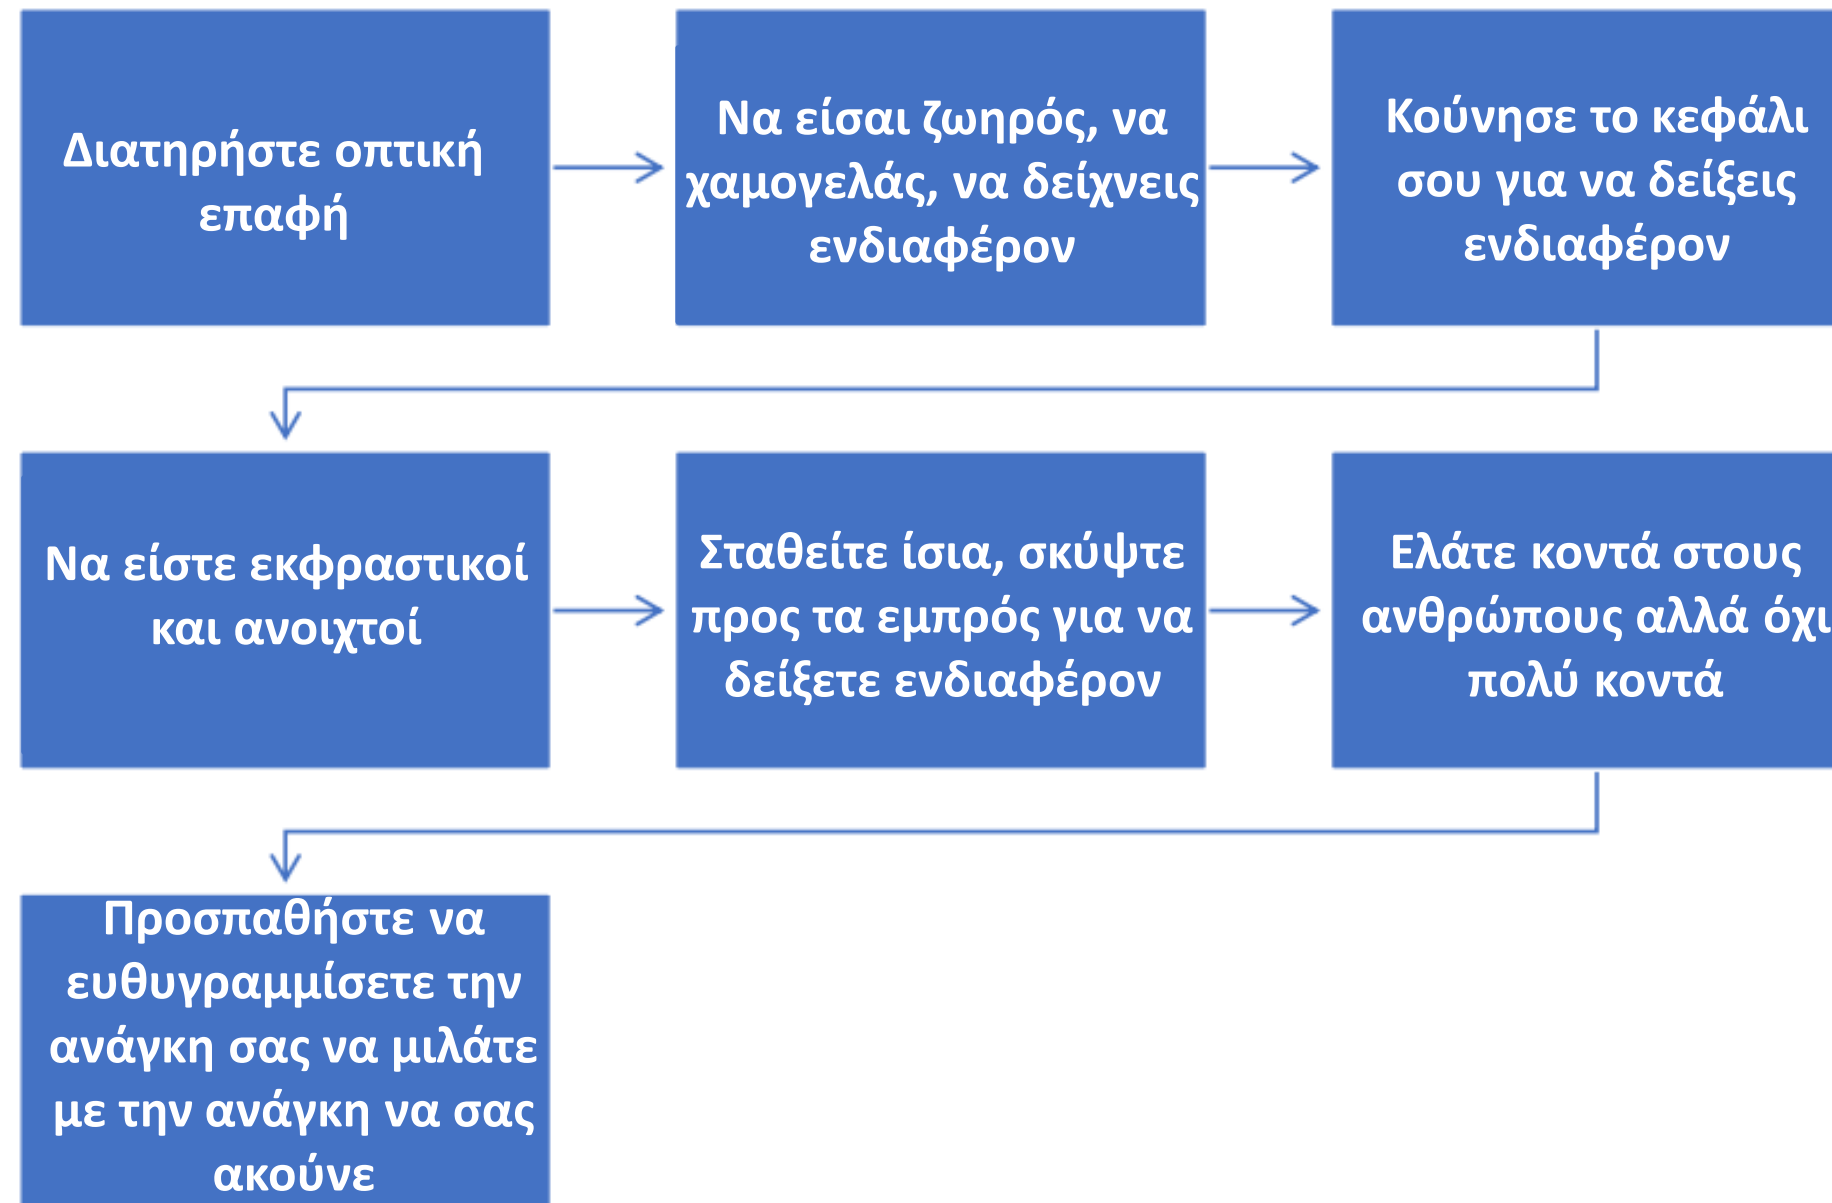 Διατηρήστε οπτική
επαφή
Να είσαι ζωηρός, να
χαμογελάς, να δείχνεις
ενδιαφέρον
Κούνησε το κεφάλι
σου για να δείξεις
ενδιαφέρον
Να είστε εκφραστικοί
και ανοιχτοί
Σταθείτε ίσια, σκύψτε
προς τα εμπρός για να
δείξετε ενδιαφέρον
Ελάτε κοντά στους
ανθρώπους αλλά όχι
πολύ κοντά
Προσπαθήστε να
ευθυγραμμίσετε την
ανάγκη σας να μιλάτε
με την ανάγκη να σας
ακούνε